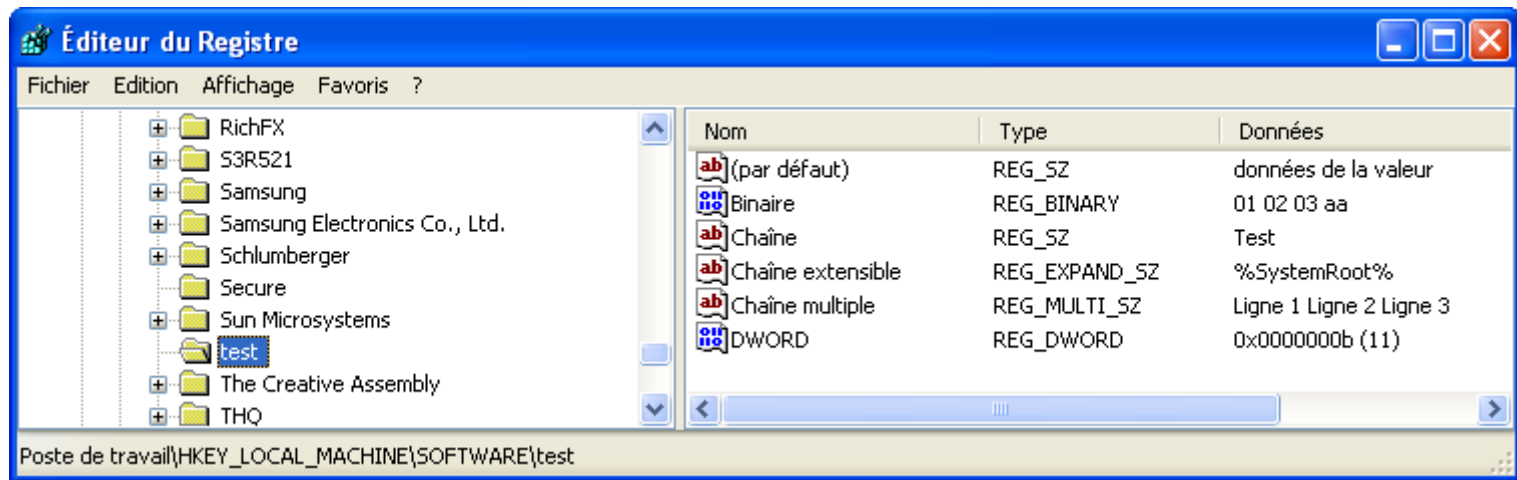 Éditeur du Registre
Fichier Edition Affichage Favoris ?
RichFX
S3R521
Samsung
Samsung Electronics Co., Ltd.
Schlumberger
Secure
Sun Microsystems
test
The Creative Assembly
THQ
Nom Type Données
(par défaut) REG_SZ données de la valeur
Binaire REG_BINARY 01 02 03 aa
Chaîne REG_SZ Test
Chaîne extensible REG_EXPAND_SZ %SystemRoot%
Chaîne multiple REG_MULTI_SZ Ligne 1 Ligne 2 Ligne 3
DWORD REG_DWORD 0x0000000b (11)
Poste de travail\HKEY_LOCAL_MACHINE\SOFTWARE\test